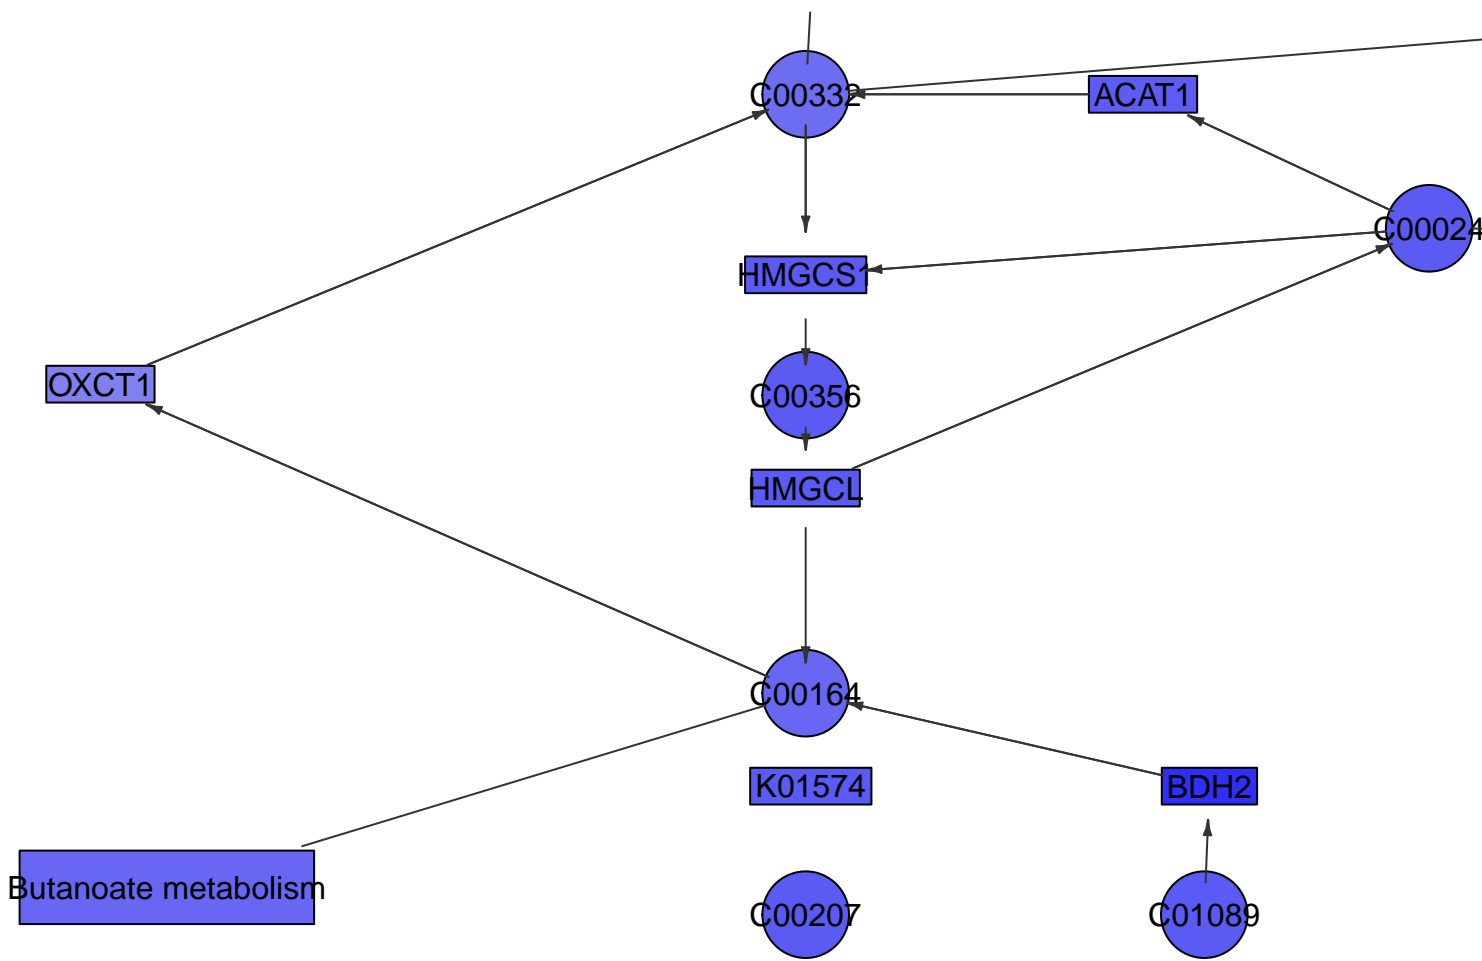 C00332
ACAT1
C00024
HMGCS1
OXCT1
C00356
HMGCL
C00164
K01574
BDH2
Butanoate metabolism
C00207
C01089